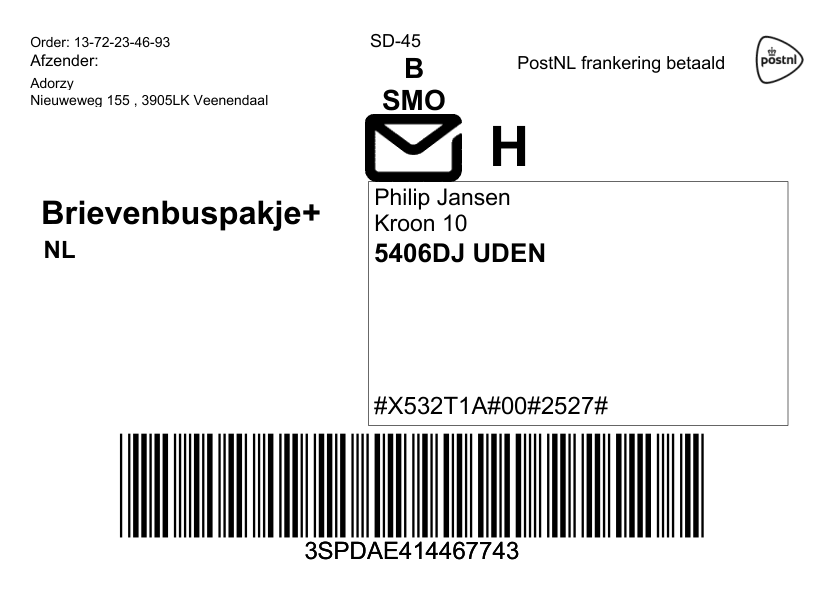 Order: 13-72-23-46-93
Afzender:
Adorzy
Nieuweweg 155 , 3905LK Veenendaal
SD-45
B
SMO
H
PostNL frankering betaald
postnl
Brievenbuspakje+
NL
Philip Jansen
Kroon 10
5406DJ UDEN
#X532T1A#00#2527#
3SPDAE414467743